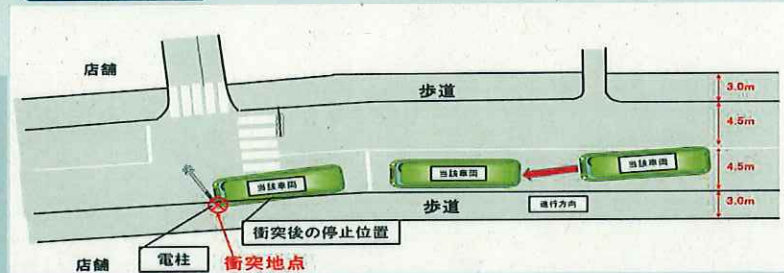 店舗
歩道
3.0m
4.5m
当該車両
当該車両
当該車両
4.5m
歩道
進行方向
3.0m
衝突後の停止位置
電柱
衝突地点
店舗